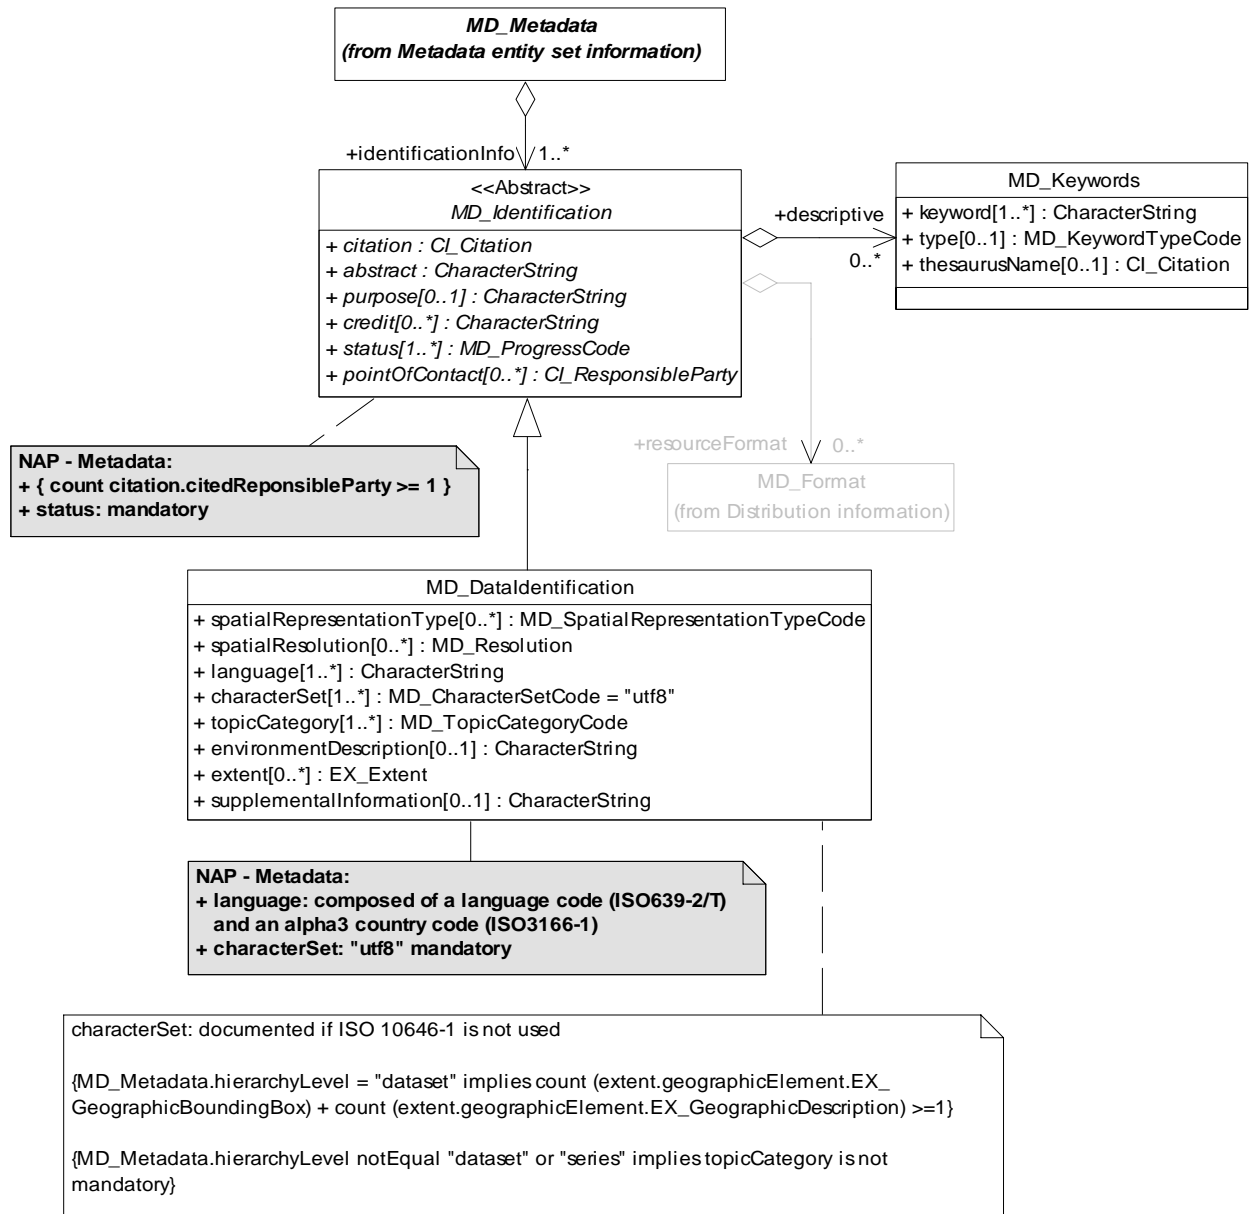 MD_Metadata
(from Metadata entity set information)
+identificationInfo 1..*
<<Abstract>>
MD_Identification
+ citation : CI_Citation
+ abstract : CharacterString
+ purpose[0..1] : CharacterString
+ credit[0..*] : CharacterString
+ status[1..*] : MD_ProgressCode
+ pointOfContact[0..*] : CI_ResponsibleParty
+descriptive
0..*
MD_Keywords
+ keyword[1..*] : CharacterString
+ type[0..1] : MD_KeywordTypeCode
+ thesaurusName[0..1] : CI_Citation
+resourceFormat 0..*
MD_Format
(from Distribution information)
NAP - Metadata:
+ { count citation.citedReponsibleParty >= 1 }
+ status: mandatory
MD_DataIdentification
+ spatialRepresentationType[0..*] : MD_SpatialRepresentationTypeCode
+ spatialResolution[0..*] : MD_Resolution
+ language[1..*] : CharacterString
+ characterSet[1..*] : MD_CharacterSetCode = "utf8"
+ topicCategory[1..*] : MD_TopicCategoryCode
+ environmentDescription[0..1] : CharacterString
+ extent[0..*] : EX_Extent
+ supplementalInformation[0..1] : CharacterString
NAP - Metadata:
+ language: composed of a language code (ISO639-2/T)
and an alpha3 country code (ISO3166-1)
+ characterSet: "utf8" mandatory
characterSet: documented if ISO 10646-1 is not used
{MD_Metadata.hierarchyLevel = "dataset" implies count (extent.geographicElement.EX_
GeographicBoundingBox) + count (extent.geographicElement.EX_GeographicDescription) >=1}
{MD_Metadata.hierarchyLevel notEqual "dataset" or "series" implies topicCategory is not
mandatory}